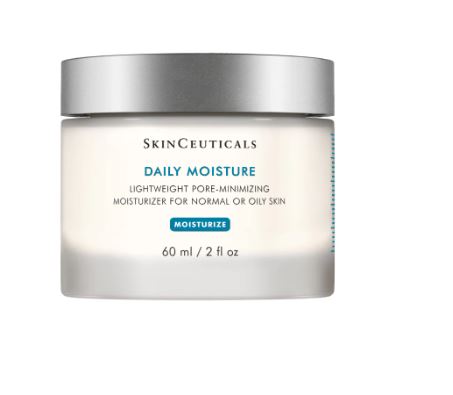 SKINCEUTICALS
DAILY MOISTURE
LIGHTWEIGHT PORE-MINIMIZING
MOISTURIZER FOR NORMAL OR OILY SKIN
MOISTURIZE
60 ml / 2 fl oz